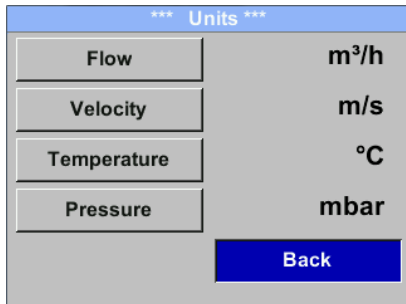 *** Units ***
Flow m³/h
Velocity m/s
Temperature °C
Pressure mbar
Back